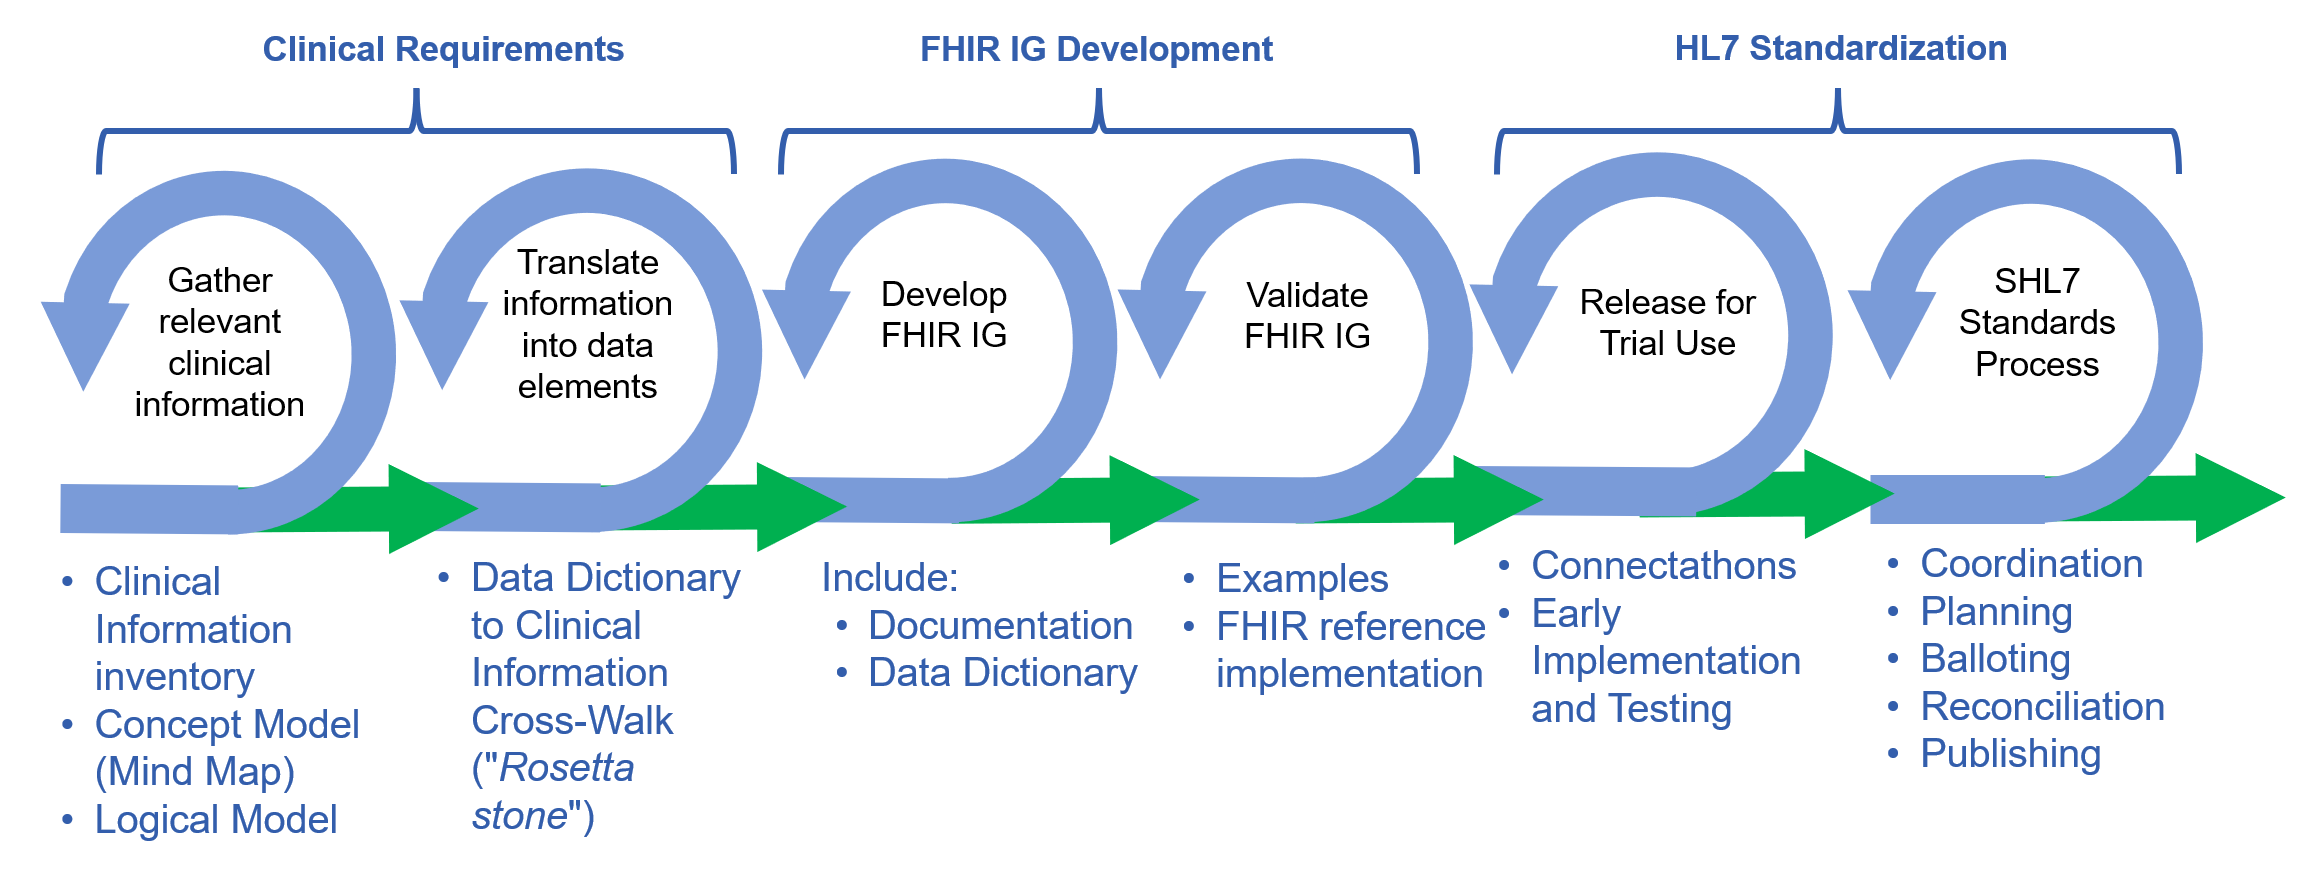 Clinical Requirements
FHIR IG Development
HL7 Standardization
Gather
relevant
clinical
information
Translate
information
into data
elements
Develop
FHIR IG
Validate
FHIR IG
Release for
Trial Use
SHL7
Standards
Process
• Clinical
Information
inventory
• Concept Model
(Mind Map)
• Logical Model
• Data Dictionary
to Clinical
Information
Cross-Walk
("Rosetta
stone")
Include:
• Documentation
• Data Dictionary
• Examples
• FHIR reference
implementation
• Connectathons
• Early
Implementation
and Testing
• Coordination
• Planning
• Balloting
• Reconciliation
• Publishing